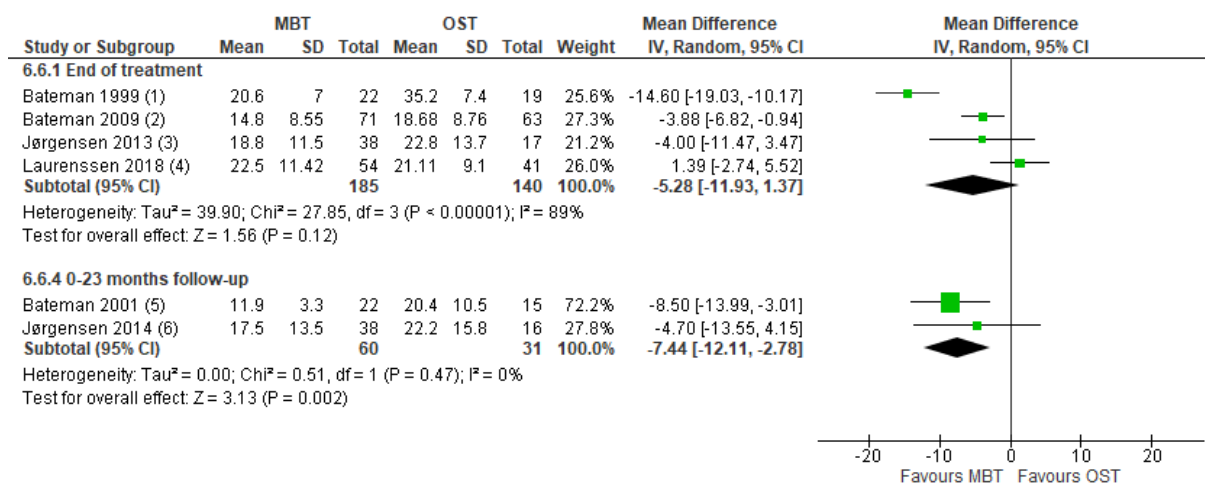 MBT OST Mean Difference Mean Difference
Study or Subgroup Mean SD Total Mean SD Total Weight IV, Random, 95% CI IV, Random, 95% CI
6.6.1 End of treatment
Bateman 1999 (1) 20.6 7 22 35.2 7.4 19 25.6% -14.60 [-19.03, -10.17]
Bateman 2009 (2) 14.8 8.55 71 18.68 8.76 63 27.3% -3.88 [-6.82, -0.94]
Jørgensen 2013 (3) 18.8 11.5 38 22.8 13.7 17 21.2% -4.00 [-11.47, 3.47]
Laurenssen 2018 (4) 22.5 11.42 54 21.11 9.1 41 26.0% 1.39 [-2.74, 5.52]
Subtotal (95% CI) 185 140 100.0% -5.28 [-11.93, 1.37]
Heterogeneity: Tau² = 39.90; Chi² = 27.85, df = 3 (P < 0.00001); I² = 89%
Test for overall effect: Z = 1.56 (P = 0.12)
6.6.4 0-23 months follow-up
Bateman 2001 (5) 11.9 3.3 22 20.4 10.5 15 72.2% -8.50 [-13.99, -3.01]
Jørgensen 2014 (6) 17.5 13.5 38 22.2 15.8 16 27.8% -4.70 [-13.55, 4.15]
Subtotal (95% CI) 60 31 100.0% -7.44 [-12.11, -2.78]
Heterogeneity: Tau² = 0.00; Chi² = 0.51, df = 1 (P = 0.47); I² = 0%
Test for overall effect: Z = 3.13 (P = 0.002)
-20 -10 0 10 20
Favours MBT Favours OST